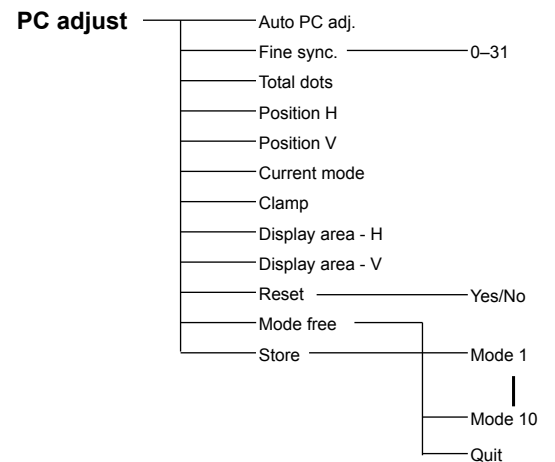 PC adjust
Auto PC adj.
Fine sync. 0–31
Total dots
Position H
Position V
Current mode
Clamp
Display area - H
Display area - V
Reset Yes/No
Mode free
Store Mode 1
Mode 10
Quit